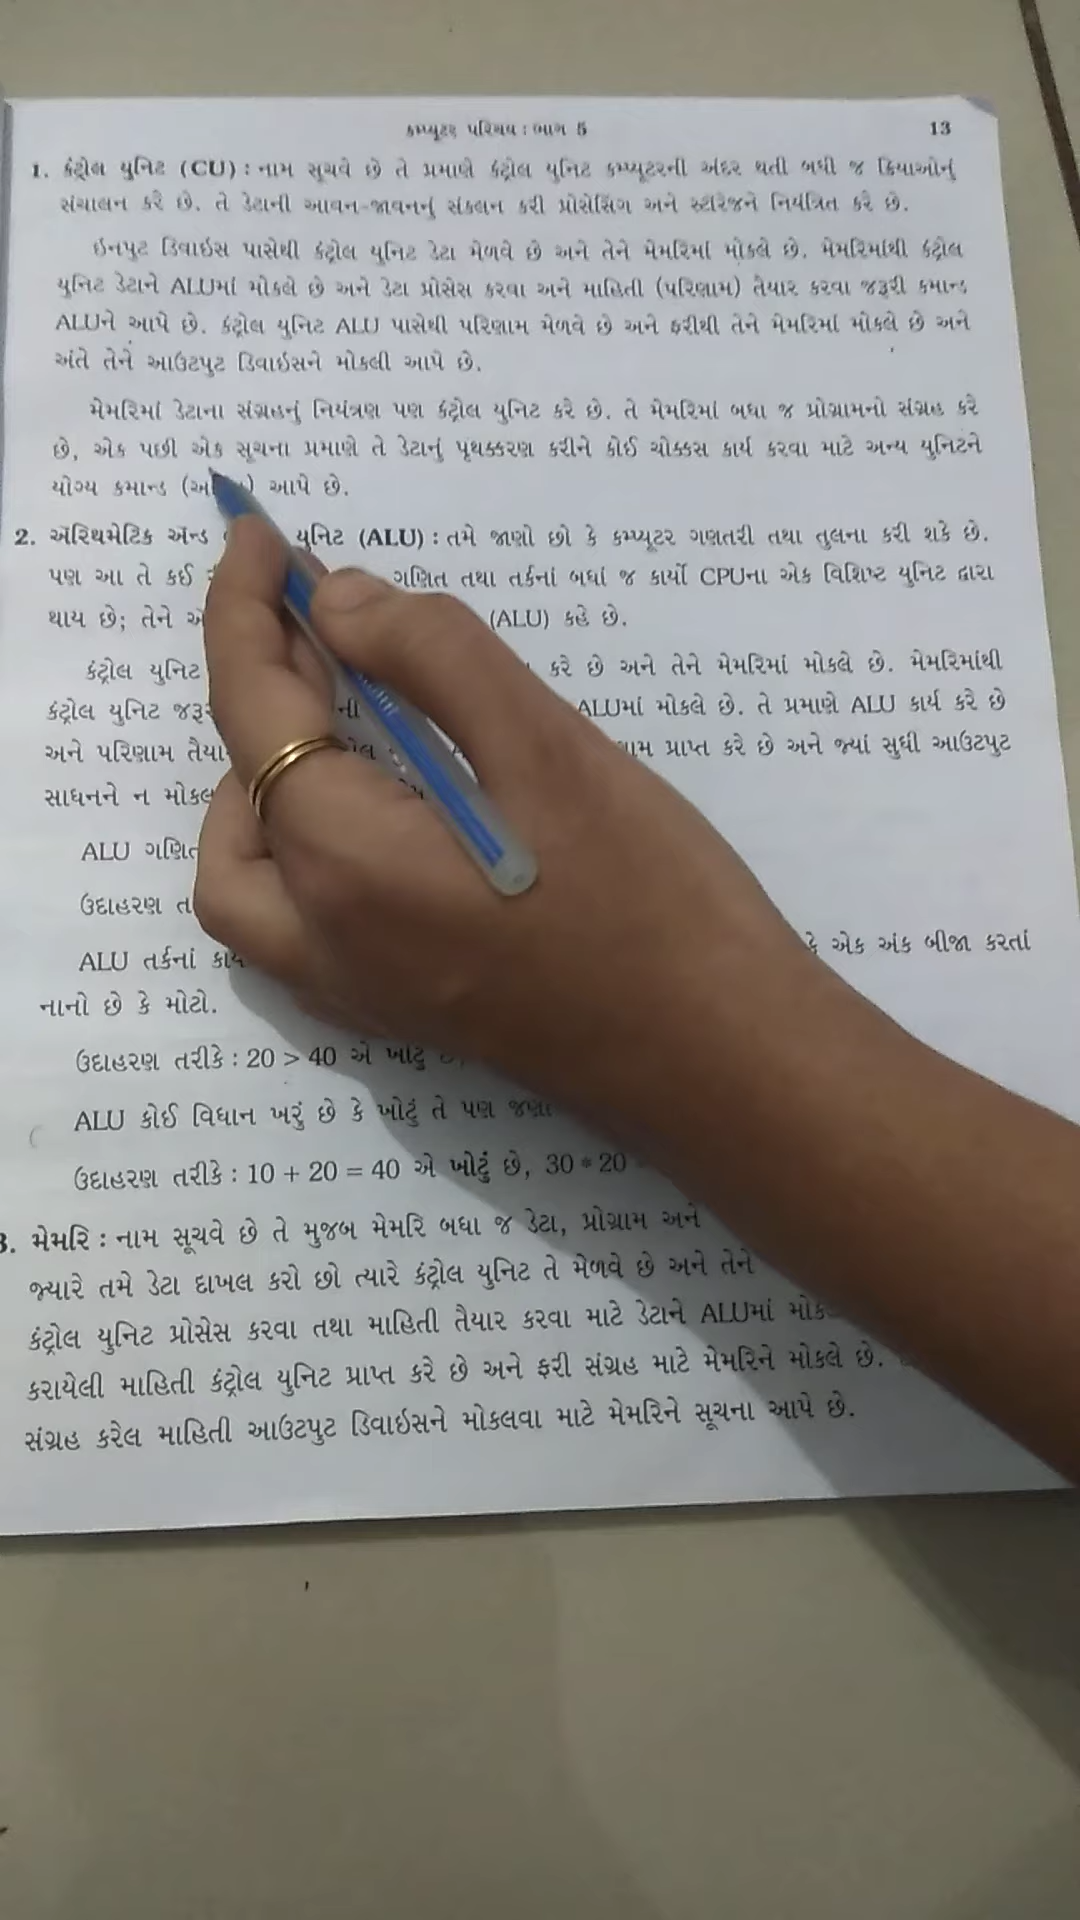 કમ્પ્યૂટર પરિચય : ભાગ 5 13
1. કંટ્રોલ યુનિટ (CU) : નામ સૂચવે છે તે પ્રમાણે કંટ્રોલ યુનિટ કમ્પ્યૂટરની અંદર થતી બધી જ ક્રિયાઓનું
સંચાલન કરે છે. તે ડેટાની આવન-જાવનનું સંકલન કરી પ્રોસેસિંગ અને સ્ટૉરેજને નિયંત્રિત કરે છે.
ઇનપુટ ડિવાઇસ પાસેથી કંટ્રોલ યુનિટ ડેટા મેળવે છે અને તેને મેમરિમાં મોકલે છે. મેમરિમાંથી કંટ્રોલ
યુનિટ ડેટાને ALUમાં મોકલે છે અને ડેટા પ્રોસેસ કરવા અને માહિતી (પરિણામ) તૈયાર કરવા જરૂરી કમાન્ડ
ALUને આપે છે. કંટ્રોલ યુનિટ ALU પાસેથી પરિણામ મેળવે છે અને ફરીથી તેને મેમરિમાં મોકલે છે અને
અંતે તેને આઉટપુટ ડિવાઇસને મોકલી આપે છે.
મેમરિમાં ડેટાના સંગ્રહનું નિયંત્રણ પણ કંટ્રોલ યુનિટ કરે છે. તે મેમરિમાં બધા જ પ્રોગ્રામનો સંગ્રહ કરે
છે, એક પછી એક સૂચના પ્રમાણે તે ડેટાનું પૃથક્કરણ કરીને કોઈ ચોક્કસ કાર્ય કરવા માટે અન્ય યુનિટને
યોગ્ય કમાન્ડ આપે છે.
2. ઍરિથમેટિક ઍન્ડ યુનિટ (ALU) : તમે જાણો છો કે કમ્પ્યૂટર ગણતરી તથા તુલના કરી શકે છે.
પણ આ તે કઈ ગણિત તથા તર્કનાં બધાં જ કાર્યો CPUના એક વિશિષ્ટ યુનિટ દ્વારા
થાય છે; તેને (ALU) કહે છે.
કંટ્રોલ યુનિટ કરે છે અને તેને મેમરિમાં મોકલે છે. મેમરિમાંથી
કંટ્રોલ યુનિટ ALUમાં મોકલે છે. તે પ્રમાણે ALU કાર્ય કરે છે
અને પરિણામ પ્રાપ્ત કરે છે અને જ્યાં સુધી આઉટપુટ
સાધનને ન
ALU
ઉદાહરણ
ALU તર્કનાં કે એક અંક બીજા કરતાં
નાનો છે કે મોટો.
ઉદાહરણ તરીકે : 20 > 40 એ ખોટું
ALU કોઈ વિધાન ખરું છે કે ખોટું તે પણ
ઉદાહરણ તરીકે : 10 + 20 = 40 એ ખોટું છે, 30 * 20
3. મેમરિ : નામ સૂચવે છે તે મુજબ મેમરિ બધા જ ડેટા, પ્રોગ્રામ અને
જ્યારે તમે ડેટા દાખલ કરો છો ત્યારે કંટ્રોલ યુનિટ તે મેળવે છે અને તેને
કંટ્રોલ યુનિટ પ્રોસેસ કરવા તથા માહિતી તૈયાર કરવા માટે ડેટાને ALUમાં
કરાયેલી માહિતી કંટ્રોલ યુનિટ પ્રાપ્ત કરે છે અને ફરી સંગ્રહ માટે મેમરિને મોકલે છે.
સંગ્રહ કરેલ માહિતી આઉટપુટ ડિવાઇસને મોકલવા માટે મેમરિને સૂચના આપે છે.